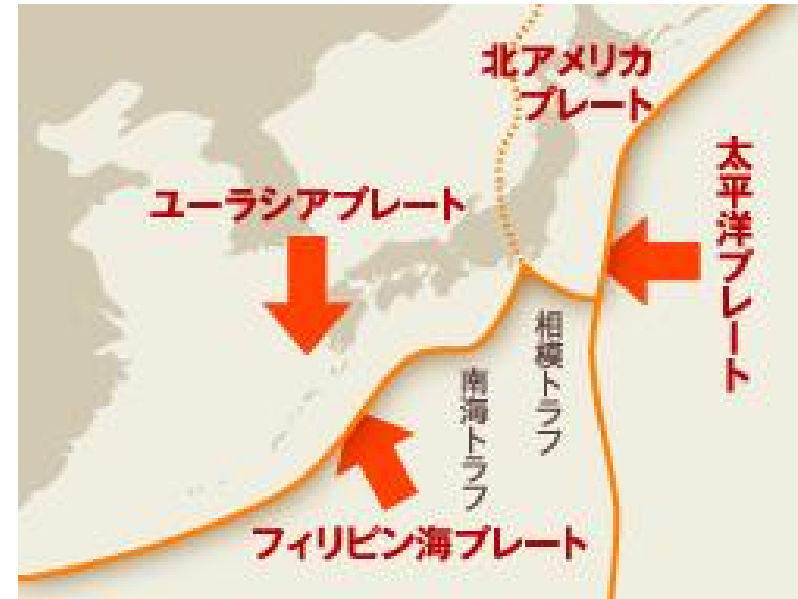 北アメリカ
プレート
太平洋プレート
ユーラシアプレート
相模トラフ
南海トラフ
フィリピン海プレート